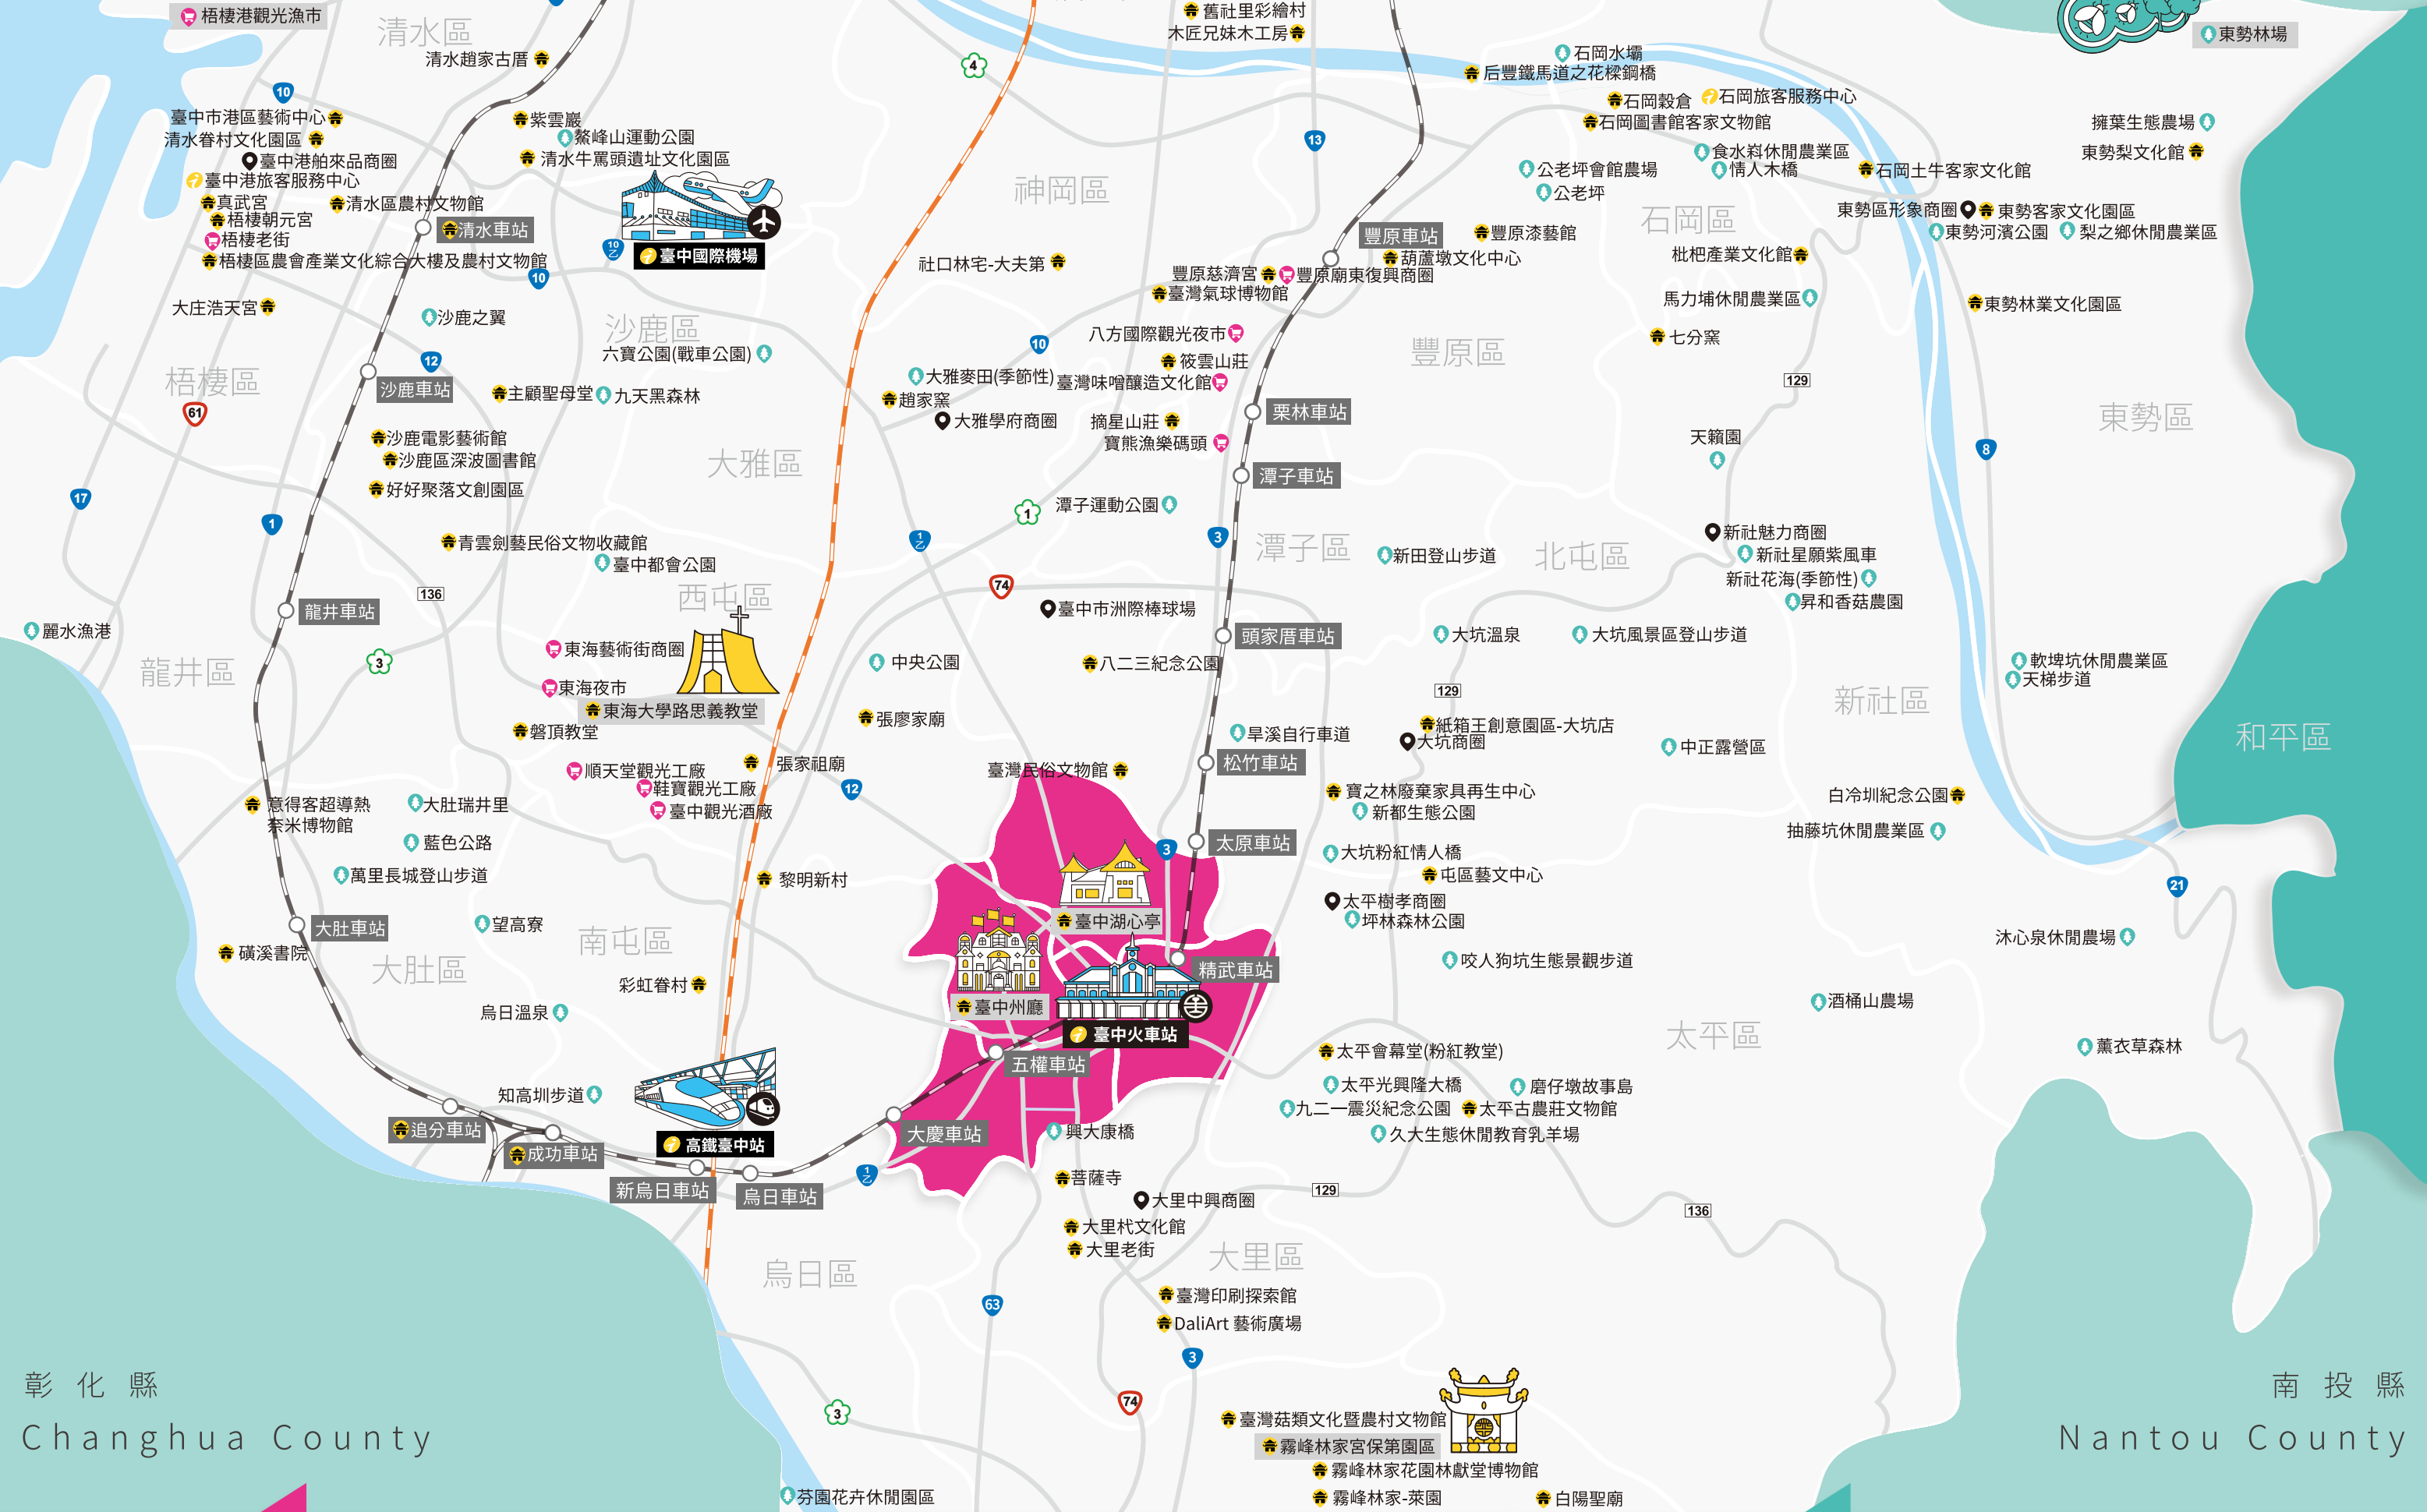 梧棲港觀光漁市
清水區
清水趙家古厝
舊社里彩繪村
木匠兄妹木工房
4
石岡水壩
后豐鐵馬道之花樑鋼橋
東勢林場
10
臺中市港區藝術中心
清水眷村文化園區
臺中港舶來品商圈
臺中港旅客服務中心
真武宮
清水區農村文物館
梧棲朝元宮
梧棲老街
清水車站
梧棲區農會產業文化綜合大樓及農村文物館
10
大庄浩天宮
紫雲巖
鰲峰山運動公園
清水牛罵頭遺址文化園區
10乙
臺中國際機場
神岡區
13
石岡穀倉
石岡旅客服務中心
石岡圖書館客家文物館
食水嵙休閒農業區
情人木橋
公老坪會館農場
公老坪
石岡土牛客家文化館
擁葉生態農場
東勢梨文化館
石岡區
東勢區形象商圈
東勢客家文化園區
東勢河濱公園
梨之鄉休閒農業區
豐原車站
豐原漆藝館
葫蘆墩文化中心
枇杷產業文化館
社口林宅-大夫第
豐原慈濟宮
豐原廟東復興商圈
臺灣氣球博物館
馬力埔休閒農業區
東勢林業文化園區
七分窯
沙鹿之翼
沙鹿區
六寶公園(戰車公園)
12
梧棲區
61
沙鹿車站
主顧聖母堂
九天黑森林
八方國際觀光夜市
10
筱雲山莊
大雅麥田(季節性)
臺灣味噌釀造文化館
趙家窯
大雅學府商圈
摘星山莊
寶熊漁樂碼頭
豐原區
栗林車站
129
東勢區
天籟園
8
沙鹿電影藝術館
沙鹿區深波圖書館
好好聚落文創園區
大雅區
潭子車站
17
1
潭子運動公園
1
1乙
3
潭子區
新田登山步道
北屯區
新社魅力商圈
新社星願紫風車
新社花海(季節性)
昇和香菇農園
青雲劍藝民俗文物收藏館
臺中都會公園
136
西屯區
74
臺中市洲際棒球場
龍井車站
麗水漁港
龍井區
3
東海藝術街商圈
東海夜市
東海大學路思義教堂
磐頂教堂
中央公園
八二三紀念公園
頭家厝車站
大坑溫泉
大坑風景區登山步道
129
軟埤坑休閒農業區
天梯步道
新社區
和平區
張廖家廟
旱溪自行車道
紙箱王創意園區-大坑店
大坑商圈
中正露營區
順天堂觀光工廠
鞋寶觀光工廠
臺中觀光酒廠
張家祖廟
12
臺灣民俗文物館
松竹車站
寶之林廢棄家具再生中心
新都生態公園
白冷圳紀念公園
抽藤坑休閒農業區
意得客超導熱
奈米博物館
大肚瑞井里
藍色公路
萬里長城登山步道
3
太原車站
大坑粉紅情人橋
屯區藝文中心
21
黎明新村
太平樹孝商圈
坪林森林公園
臺中湖心亭
大肚車站
望高寮
南屯區
磺溪書院
大肚區
彩虹眷村
沐心泉休閒農場
精武車站
咬人狗坑生態景觀步道
臺中州廳
酒桶山農場
烏日溫泉
臺中火車站
太平區
薰衣草森林
五權車站
太平會幕堂(粉紅教堂)
太平光興隆大橋
磨仔墩故事島
九二一震災紀念公園
太平古農莊文物館
久大生態休閒教育乳羊場
知高圳步道
追分車站
成功車站
高鐵臺中站
大慶車站
興大康橋
1乙
新烏日車站
烏日車站
菩薩寺
大里中興商圈
129
136
大里杙文化館
大里老街
大里區
烏日區
臺灣印刷探索館
63
DaliArt 藝術廣場
3
彰化縣
Changhua County
南投縣
Nantou County
74
3
臺灣菇類文化暨農村文物館
霧峰林家宮保第園區
霧峰林家花園林獻堂博物館
霧峰林家-萊園
白陽聖廟
芬園花卉休閒園區